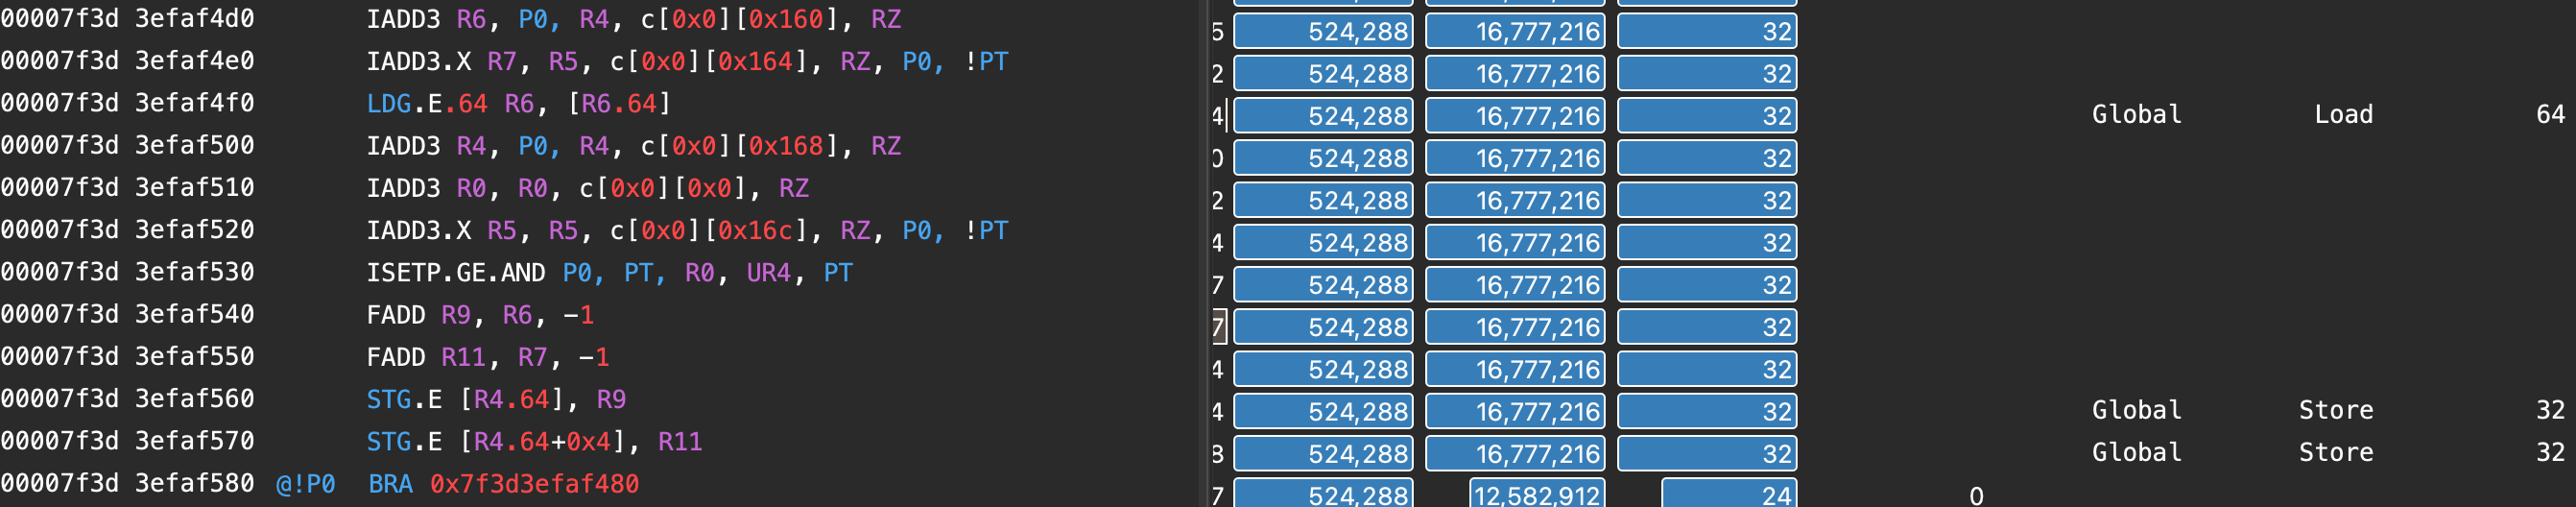 00007f3d 3efaf4d0 IADD3 R6, P0, R4, c[0x0][0x160], RZ 5 524,288 16,777,216 32
00007f3d 3efaf4e0 IADD3.X R7, R5, c[0x0][0x164], RZ, P0, !PT 2 524,288 16,777,216 32
00007f3d 3efaf4f0 LDG.E.64 R6, [R6.64] 4 524,288 16,777,216 32 Global Load 64
00007f3d 3efaf500 IADD3 R4, P0, R4, c[0x0][0x168], RZ 0 524,288 16,777,216 32
00007f3d 3efaf510 IADD3 R0, R0, c[0x0][0x0], RZ 2 524,288 16,777,216 32
00007f3d 3efaf520 IADD3.X R5, R5, c[0x0][0x16c], RZ, P0, !PT 4 524,288 16,777,216 32
00007f3d 3efaf530 ISETP.GE.AND P0, PT, R0, UR4, PT 7 524,288 16,777,216 32
00007f3d 3efaf540 FADD R9, R6, -1 7 524,288 16,777,216 32
00007f3d 3efaf550 FADD R11, R7, -1 4 524,288 16,777,216 32
00007f3d 3efaf560 STG.E [R4.64], R9 4 524,288 16,777,216 32 Global Store 32
00007f3d 3efaf570 STG.E [R4.64+0x4], R11 8 524,288 16,777,216 32 Global Store 32
00007f3d 3efaf580 @!P0 BRA 0x7f3d3efaf480 7 524,288 12,582,912 24 0